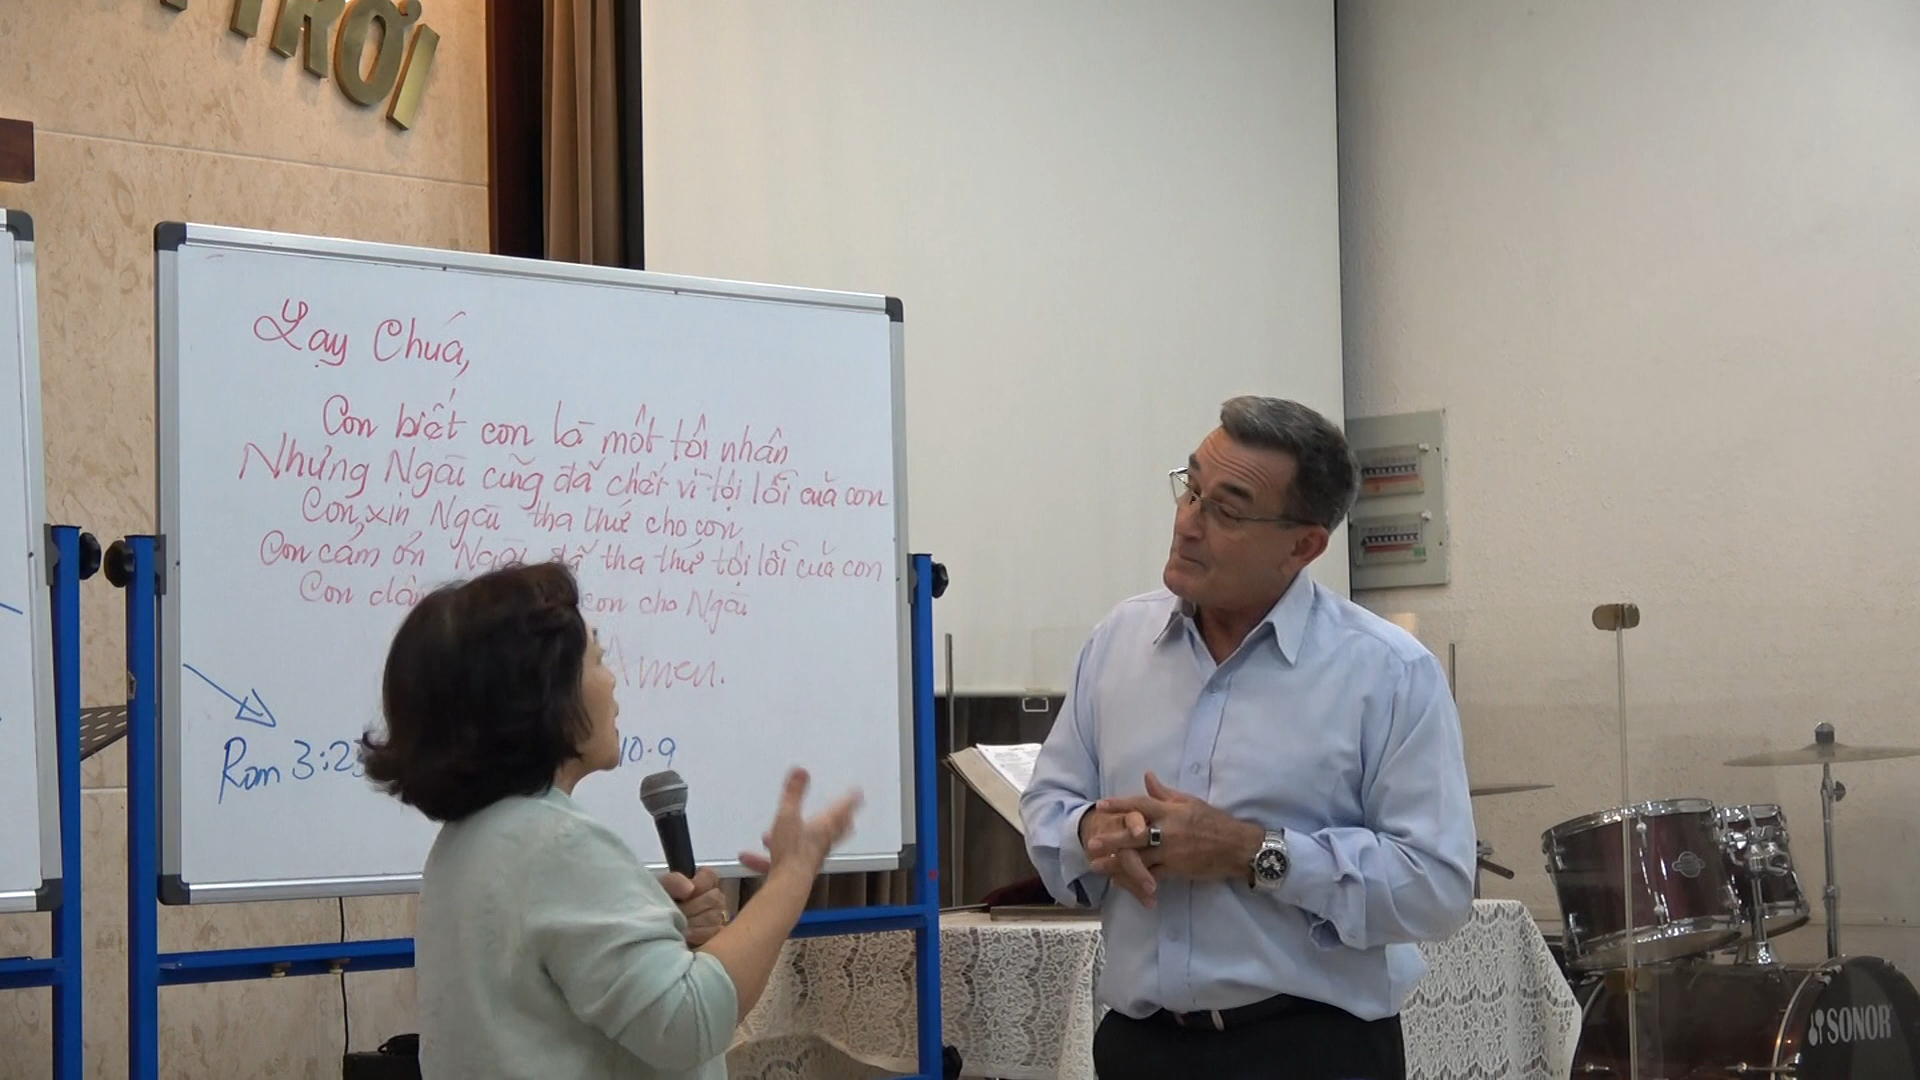 TRỜI
Lạy Chúa,
Con biết con là một tội nhân
Nhưng Ngài cũng đã chết vì tội lỗi của con
Con xin Ngài tha thứ cho con
Con cảm ơn Ngài đã tha thứ tội lỗi của con
Con dâng con cho Ngài
Amen.
Rom 3:23 10.9
SONOR